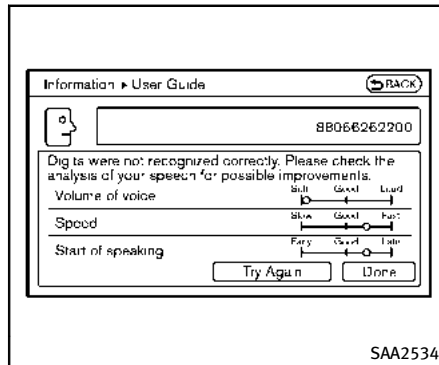 Information ▸ User Guide
BACK
88066262200
Digits were not recognized correctly. Please check the
analysis of your speech for possible improvements.
Volume of voice Soft Good Loud
Speed Slow Good Fast
Start of speaking Early Good Late
Try Again Done
SAA2534